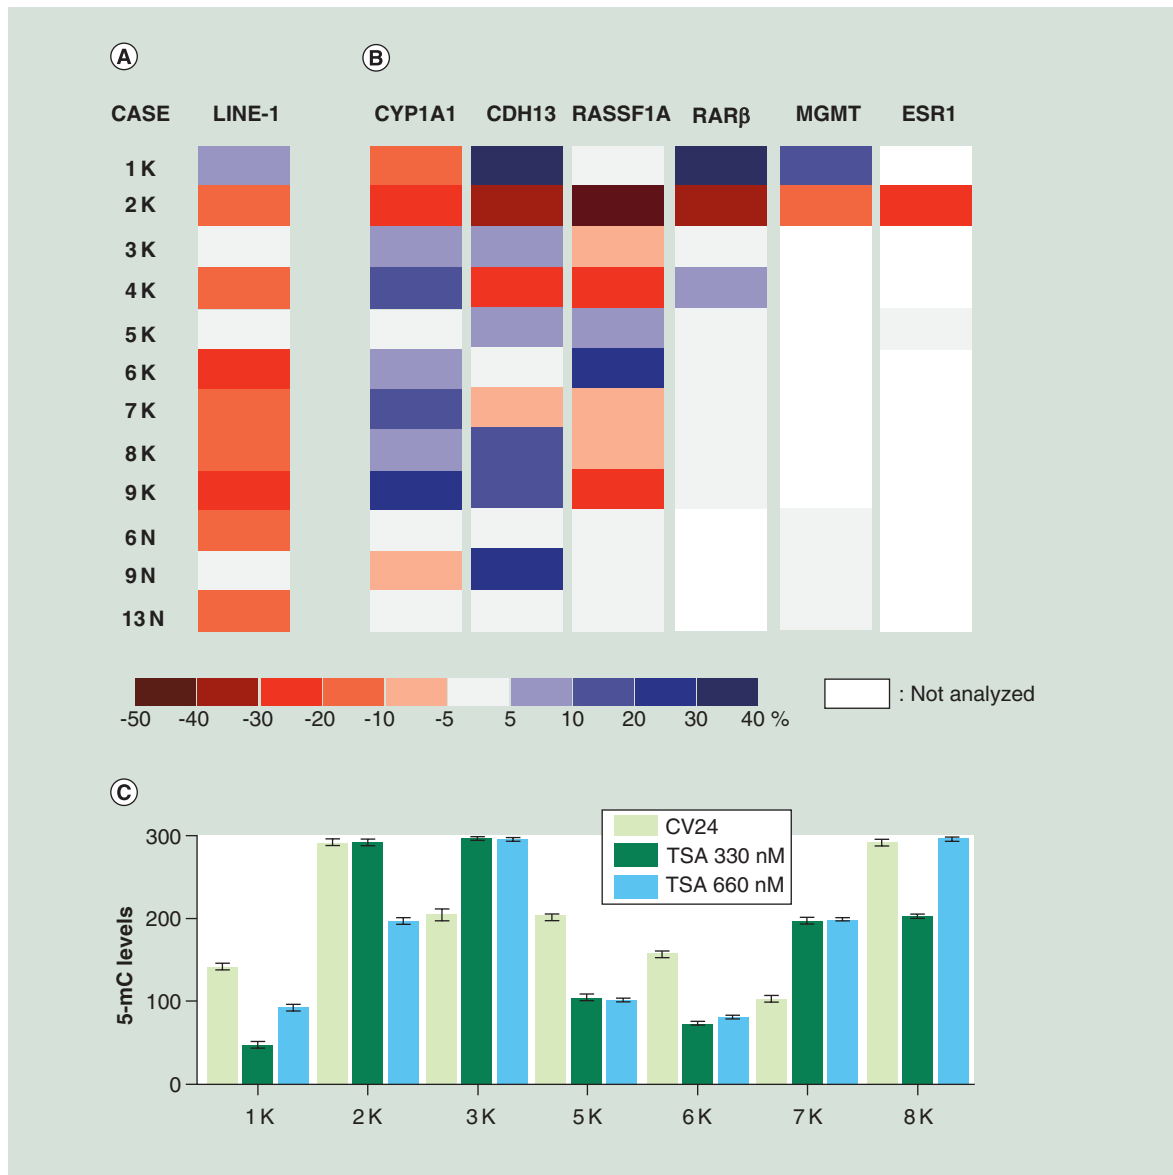 A B
CASE LINE-1 CYP1A1 CDH13 RASSF1A RARβ MGMT ESR1
1 K
2 K
3 K
4 K
5 K
6 K
7 K
8 K
9 K
6 N
9 N
13 N
-50 -40 -30 -20 -10 -5 5 10 20 30 40 %
: Not analyzed
C
CV24
TSA 330 nM
TSA 660 nM
5-mC levels
300
200
100
0
1 K 2 K 3 K 5 K 6 K 7 K 8 K